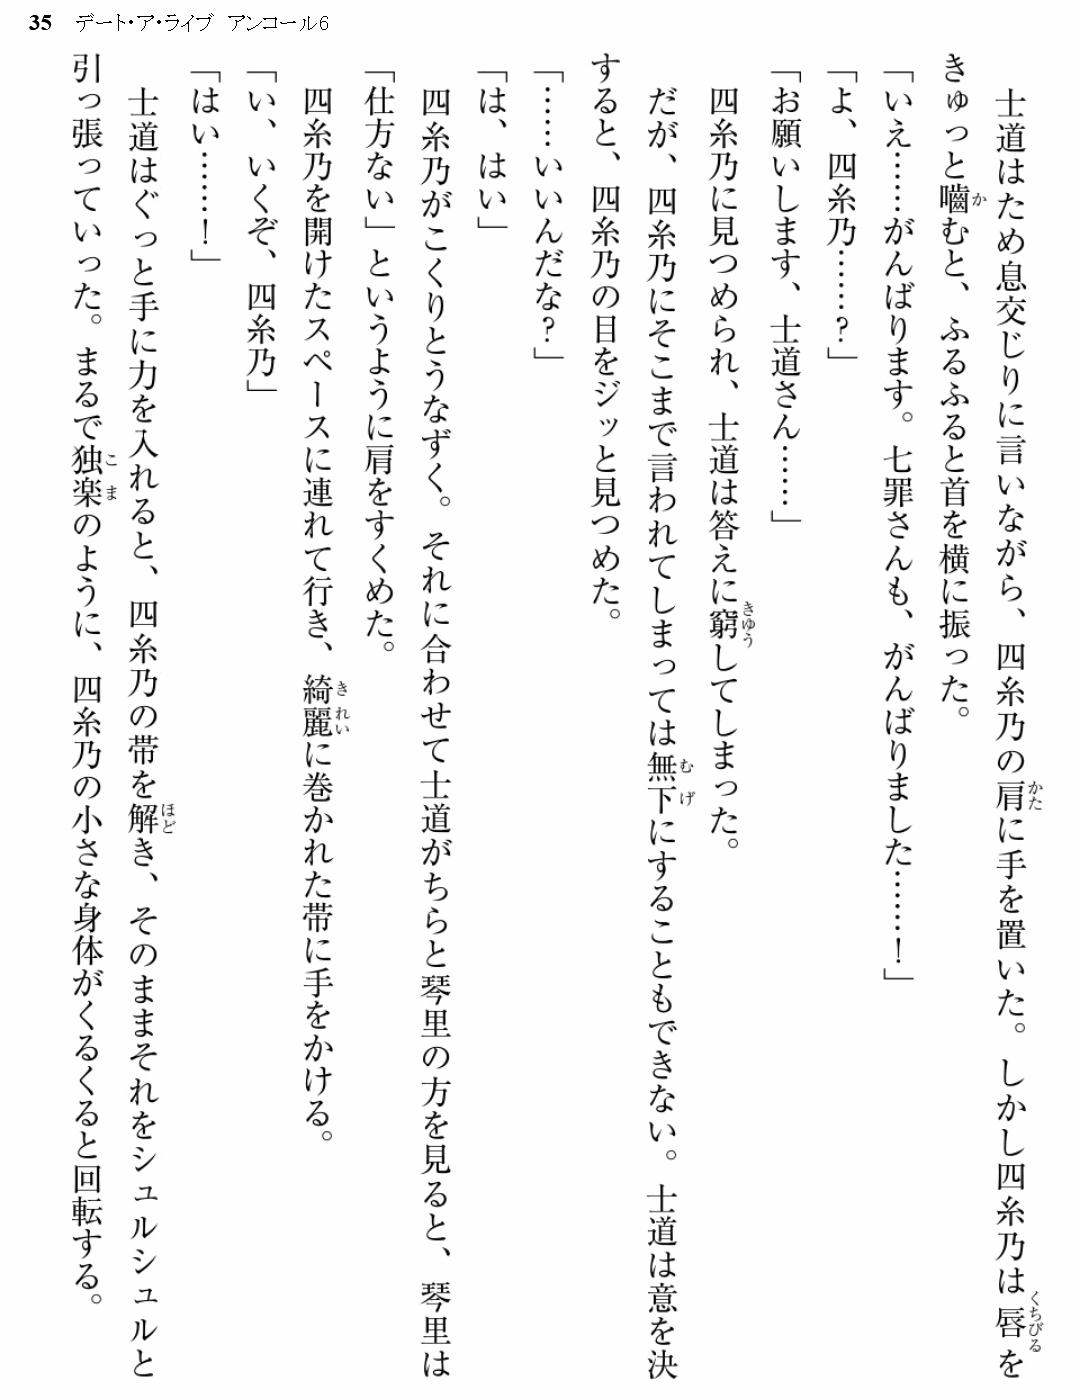 35 デート・ア・ライブ アンコール6
士道はため息交じりに言いながら、四糸乃の肩に手を置いた。しかし四糸乃は唇を
きゅっと嚙むと、ふるふると首を横に振った。
「いえ……がんばります。七罪さんも、がんばりました……！」
「よ、四糸乃……？」
「お願いします、士道さん……」
四糸乃に見つめられ、士道は答えに窮してしまった。
だが、四糸乃にそこまで言われてしまっては無下にすることもできない。士道は意を決
すると、四糸乃の目をジッと見つめた。
「……いいんだな？」
「は、はい」
四糸乃がこくりとうなずく。それに合わせて士道がちらと琴里の方を見ると、琴里は
「仕方ない」というように肩をすくめた。
四糸乃を開けたスペースに連れて行き、綺麗に巻かれた帯に手をかける。
「い、いくぞ、四糸乃」
「はい……！」
士道はぐっと手に力を入れると、四糸乃の帯を解き、そのままそれをシュルシュルと
引っ張っていった。まるで独楽のように、四糸乃の小さな身体がくるくると回転する。